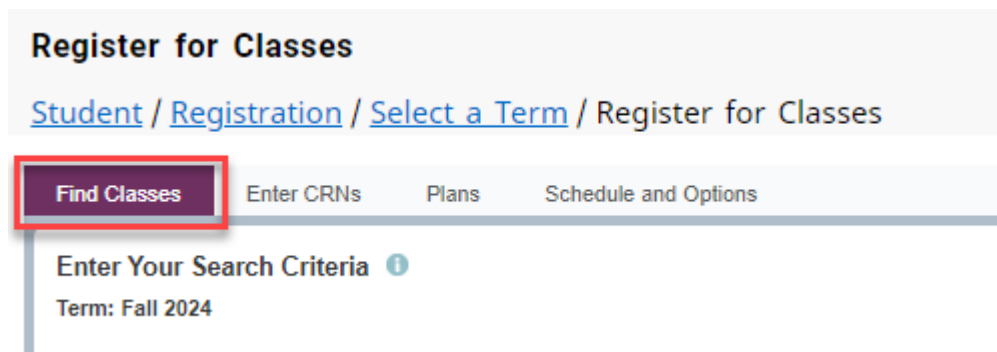 Register for Classes
Student / Registration / Select a Term / Register for Classes
Find Classes Enter CRNs Plans Schedule and Options
Enter Your Search Criteria
Term: Fall 2024